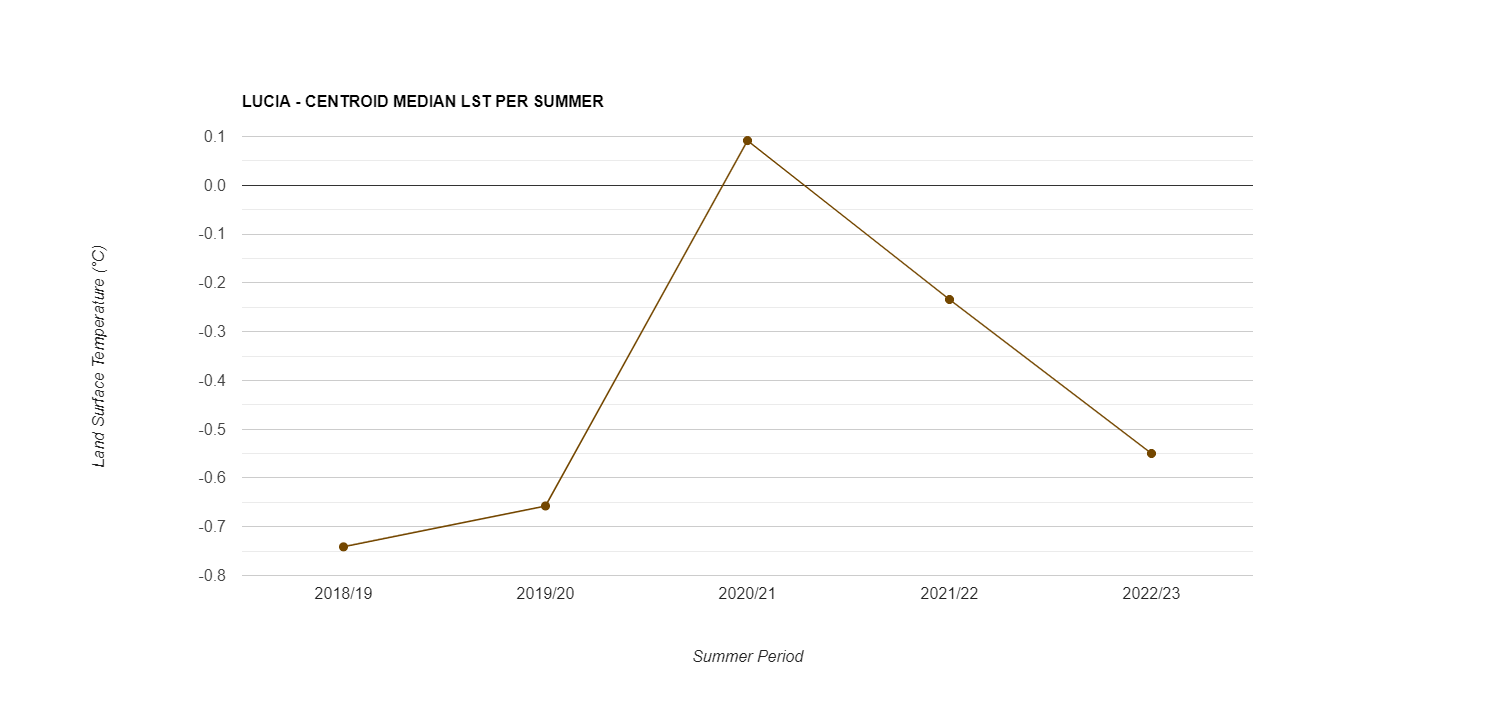 LUCIA - CENTROID MEDIAN LST PER SUMMER
Land Surface Temperature (°C)
0.1
0.0
-0.1
-0.2
-0.3
-0.4
-0.5
-0.6
-0.7
-0.8
2018/19 2019/20 2020/21 2021/22 2022/23
Summer Period